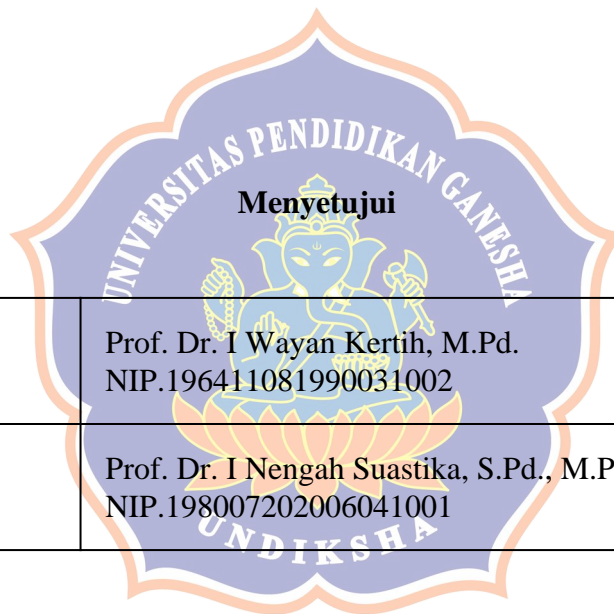 UNIVERSITAS PENDIDIKAN GANESHA
Menyetujui
Prof. Dr. I Wayan Kertih, M.Pd.
NIP.196411081990031002
Prof. Dr. I Nengah Suastika, S.Pd., M.P
NIP.198007202006041001
UNDIKSHA